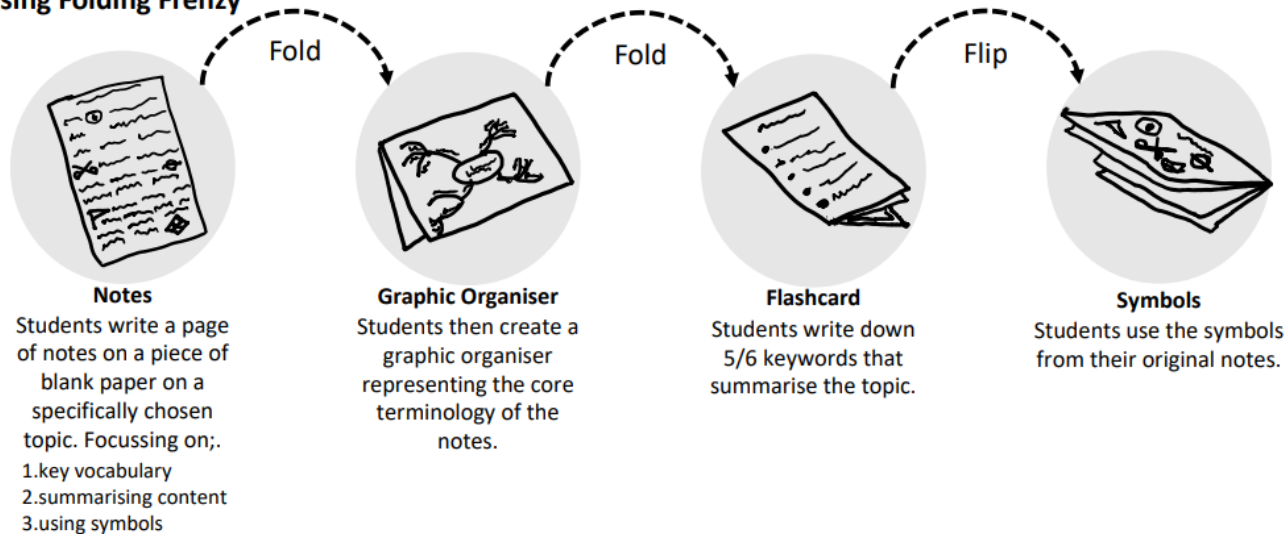 Folding Frenzy
Fold
Fold
Flip
Notes
Students write a page
of notes on a piece of
blank paper on a
specifically chosen
topic. Focussing on;.
1.key vocabulary
2.summarising content
3.using symbols
Graphic Organiser
Students then create a
graphic organiser
representing the core
terminology of the
notes.
Flashcard
Students write down
5/6 keywords that
summarise the topic.
Symbols
Students use the symbols
from their original notes.